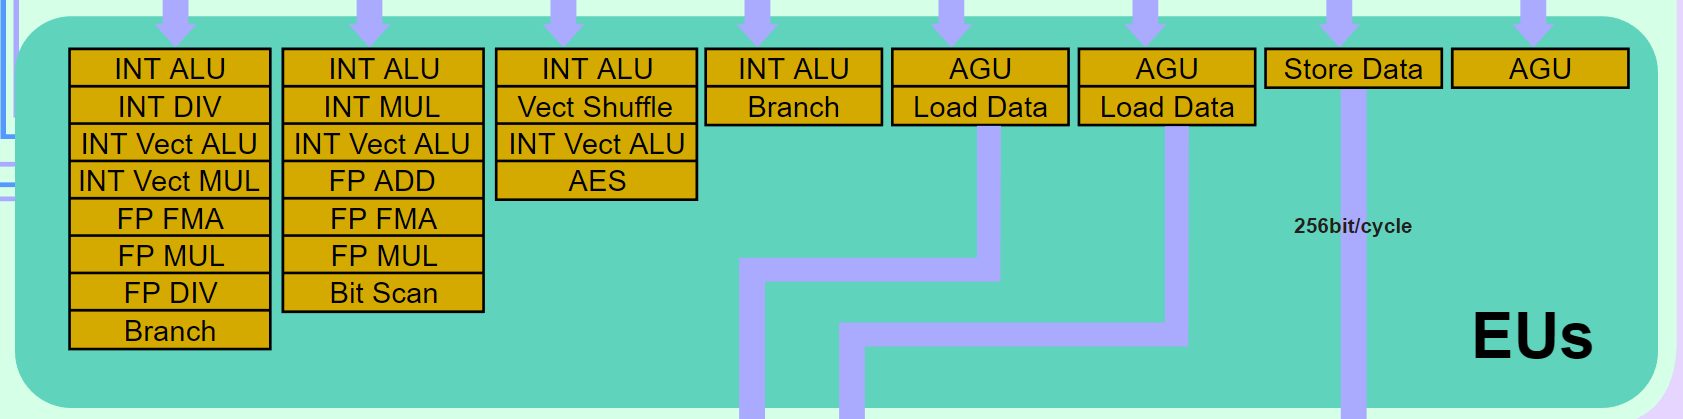 INT ALU
INT DIV
INT Vect ALU
INT Vect MUL
FP FMA
FP MUL
FP DIV
Branch
INT ALU
INT MUL
INT Vect ALU
FP ADD
FP FMA
FP MUL
Bit Scan
INT ALU
Vect Shuffle
INT Vect ALU
AES
INT ALU
Branch
AGU
Load Data
AGU
Load Data
Store Data
AGU
256bit/cycle
EUs